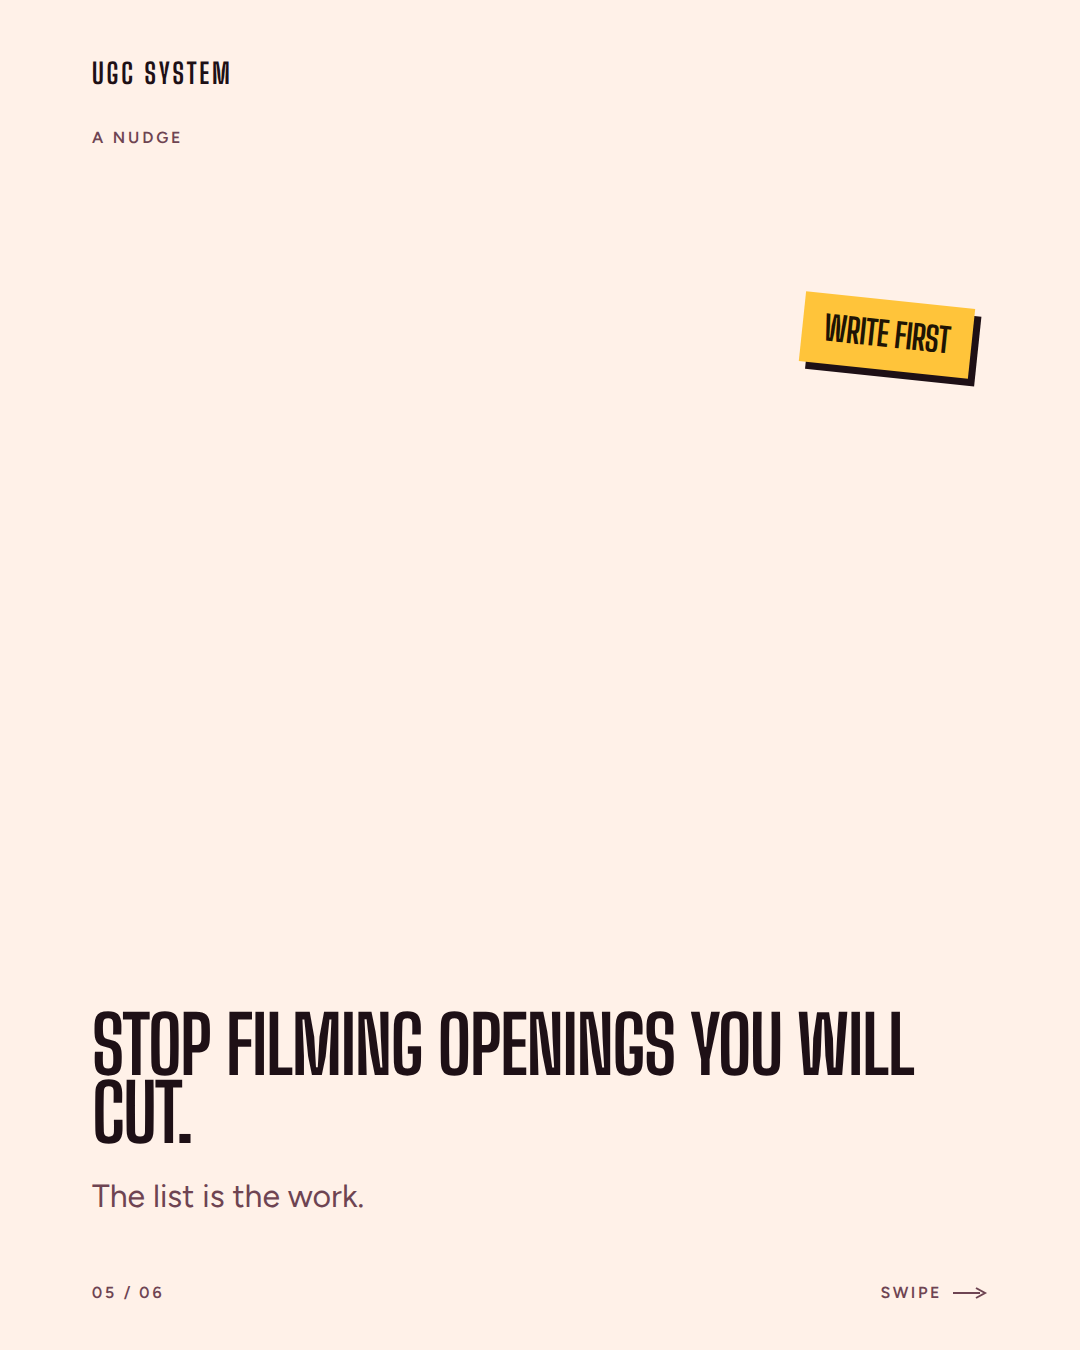 UGC SYSTEM
A NUDGE
WRITE FIRST
STOP FILMING OPENINGS YOU WILL
CUT.
The list is the work.
05 / 06
SWIPE